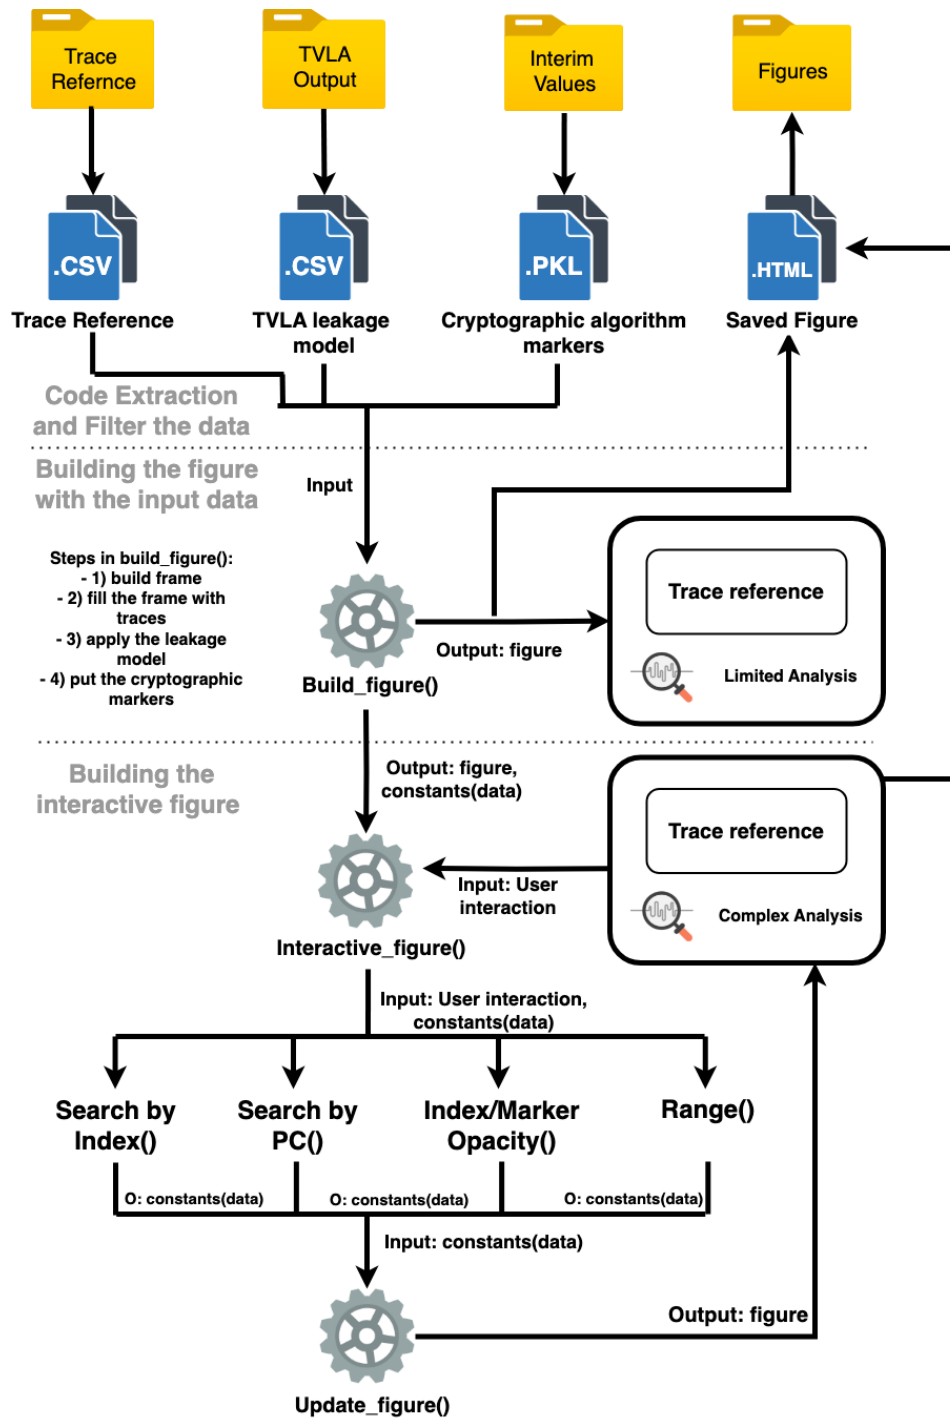 Trace
Refernce
TVLA
Output
Interim
Values
Figures
.CSV
.CSV
.PKL
.HTML
Trace Reference
TVLA leakage
model
Cryptographic algorithm
markers
Saved Figure
Code Extraction
and Filter the data
Building the figure
with the input data
Input
Steps in build_figure():
- 1) build frame
- 2) fill the frame with
traces
- 3) apply the leakage
model
- 4) put the cryptographic
markers
Build_figure()
Output: figure
Trace reference
Limited Analysis
Building the
interactive figure
Output: figure,
constants(data)
Trace reference
Complex Analysis
Input: User
interaction
Interactive_figure()
Input: User interaction,
constants(data)
Search by
Index()
Search by
PC()
Index/Marker
Opacity()
Range()
O: constants(data)
O: constants(data)
O: constants(data)
Input: constants(data)
Output: figure
Update_figure()